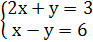 2x + y = 3
x − y = 6